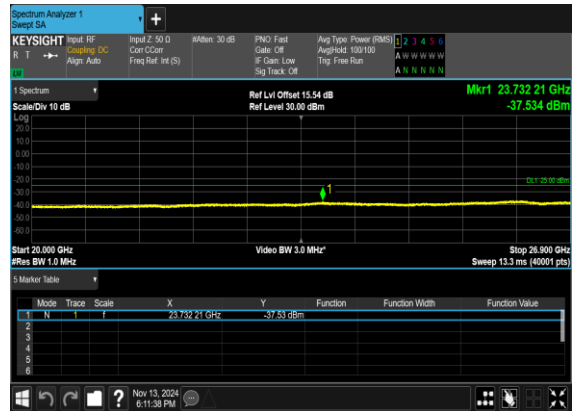 Spectrum Analyzer 1
Swept SA
+
KEYSIGHT Input: RF Input Z: 50 Ω #Atten: 30 dB PNO: Fast Avg Type: Power (RMS) 1 2 3 4 5 6
R T Coupling: DC Corr CCorr Gate: Off Avg|Hold: 100/100 A W W W W W
Align: Auto Freq Ref: Int (S) IF Gain: Low Trig: Free Run
Sig Track: Off A N N N N N
1 Spectrum Ref Lvl Offset 15.54 dB Mkr1 23.732 21 GHz
Scale/Div 10 dB Ref Level 30.00 dBm -37.534 dBm
Log
20.0
10.0
0.00
-10.0
-20.0
DL1 -25.00 dBm
-30.0
1
-40.0
-50.0
-60.0
Start 20.000 GHz Video BW 3.0 MHz* Stop 26.900 GHz
#Res BW 1.0 MHz Sweep 13.3 ms (40001 pts)
5 Marker Table
Mode Trace Scale X Y Function Function Width Function Value
1 N 1 f 23.732 21 GHz -37.53 dBm
2
3
4
5
6
? Nov 13, 2024
6:11:38 PM